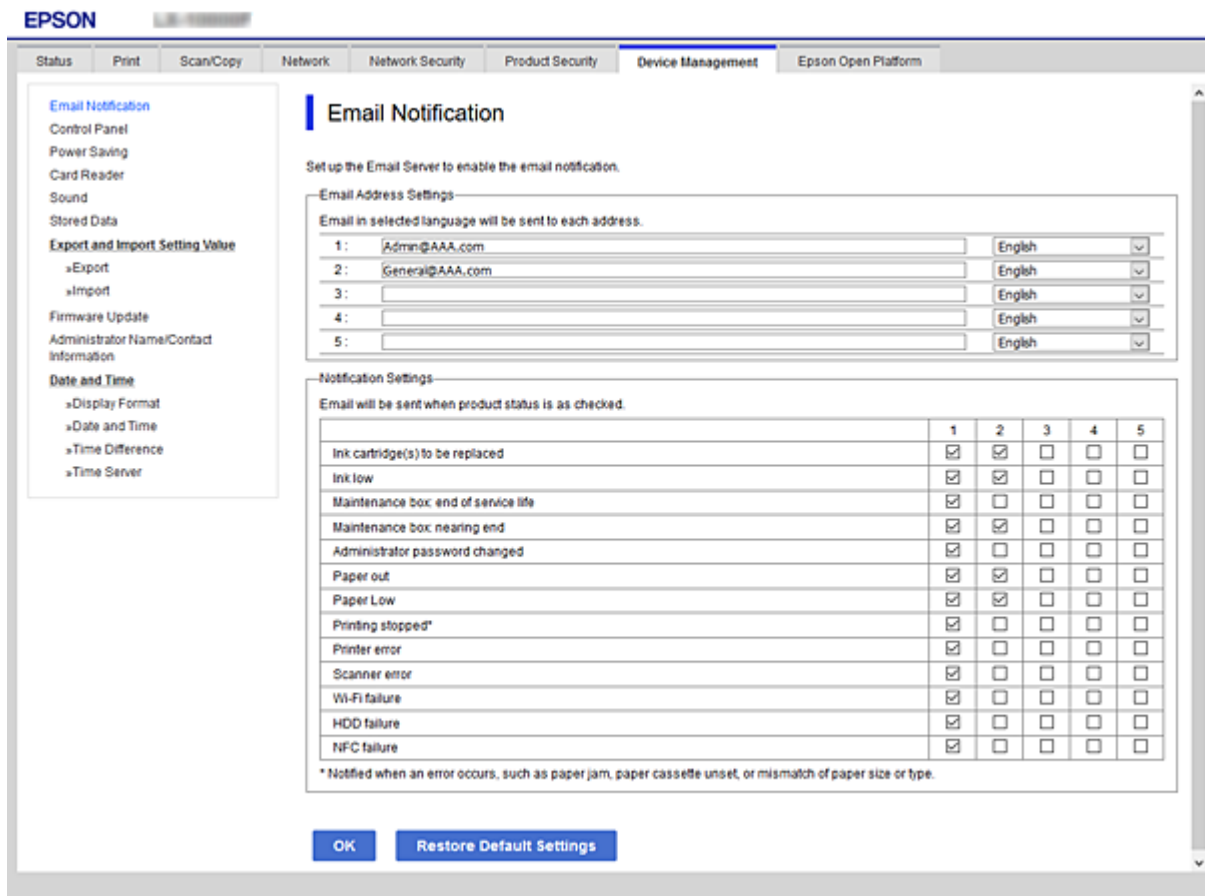 EPSON
Status Print Scan/Copy Network Network Security Product Security Device Management Epson Open Platform
Email Notification
Control Panel
Power Saving
Card Reader
Sound
Stored Data
Export and Import Setting Value
»Export
»Import
Firmware Update
Administrator Name/Contact
Information
Date and Time
»Display Format
»Date and Time
»Time Difference
»Time Server
Email Notification
Set up the Email Server to enable the email notification.
Email Address Settings
Email in selected language will be sent to each address.
1 : Admin@AAA.com English
2 : General@AAA.com English
3 : English
4 : English
5 : English
Notification Settings
Email will be sent when product status is as checked.
1 2 3 4 5
Ink cartridge(s) to be replaced
Ink low
Maintenance box: end of service life
Maintenance box: nearing end
Administrator password changed
Paper out
Paper Low
Printing stopped*
Printer error
Scanner error
Wi-Fi failure
HDD failure
NFC failure
* Notified when an error occurs, such as paper jam, paper cassette unset, or mismatch of paper size or type.
OK Restore Default Settings